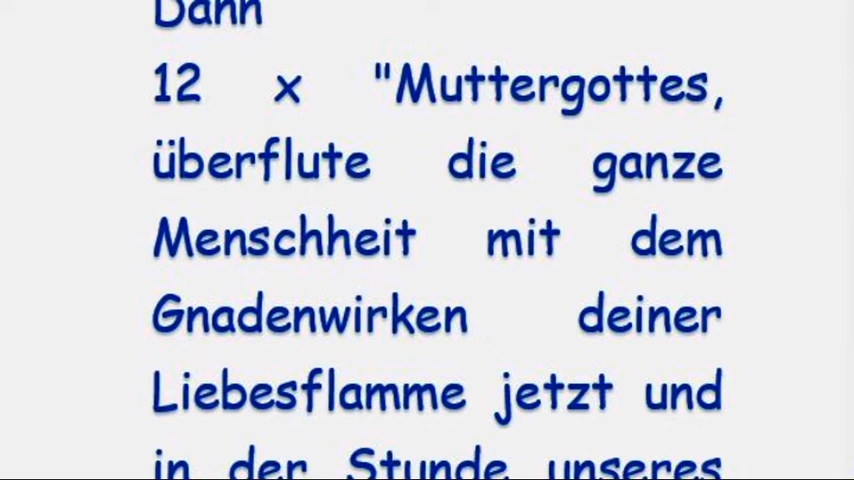 Dann
12 x "Muttergottes,
überflute die ganze
Menschheit mit dem
Gnadenwirken deiner
Liebesflamme jetzt und
in der Stunde unseres